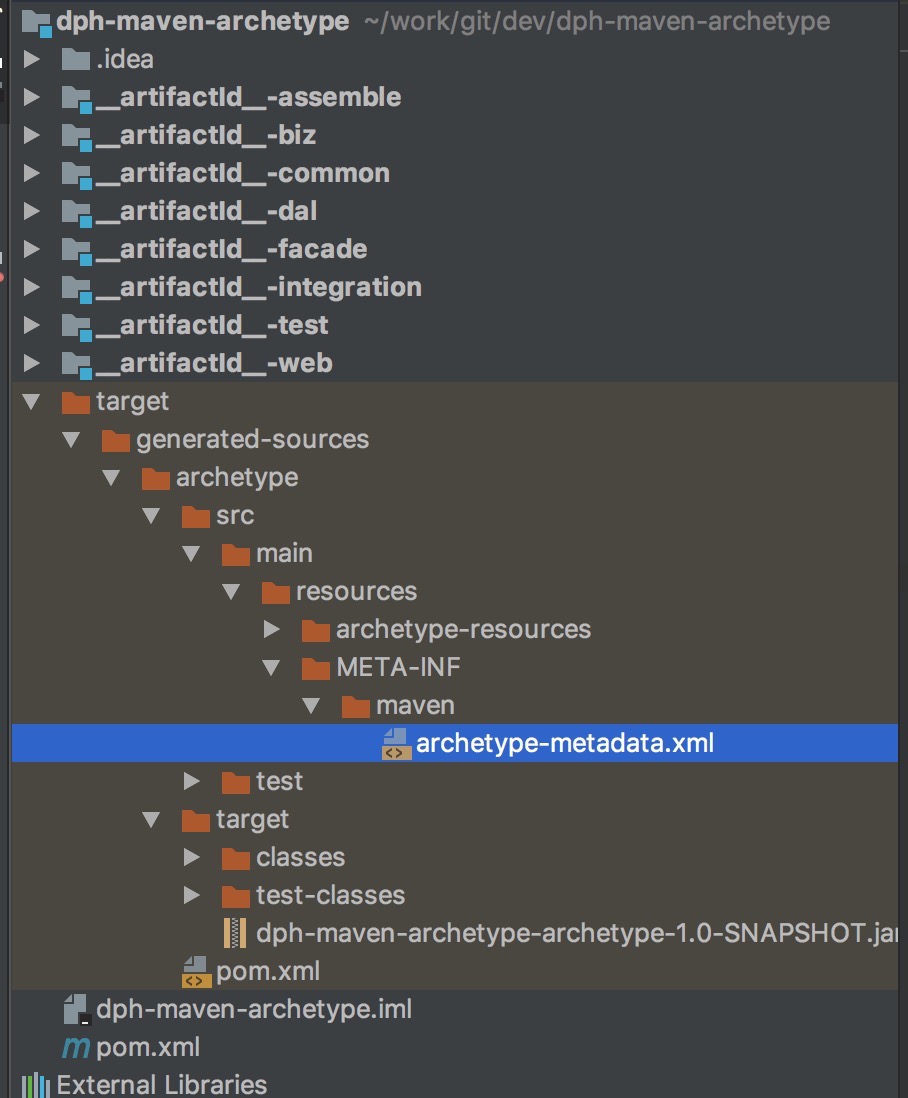 dph-maven-archetype ~/work/git/dev/dph-maven-archetype
.idea
__artifactId__-assemble
__artifactId__-biz
__artifactId__-common
__artifactId__-dal
__artifactId__-facade
__artifactId__-integration
__artifactId__-test
__artifactId__-web
target
generated-sources
archetype
src
main
resources
archetype-resources
META-INF
maven
archetype-metadata.xml
test
target
classes
test-classes
dph-maven-archetype-archetype-1.0-SNAPSHOT.jar
pom.xml
dph-maven-archetype.iml
pom.xml
External Libraries